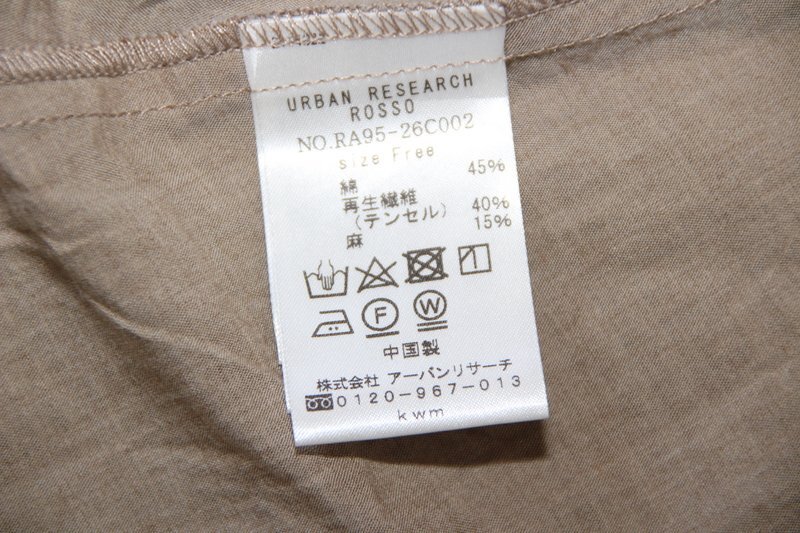 URBAN RESEARCH
ROSSO
NO.RA95-26C002
size Free
綿 45%
再生繊維
(テンセル) 40%
麻 15%
F W
中国製
株式会社 アーバンリサーチ
0120-967-013
kwm